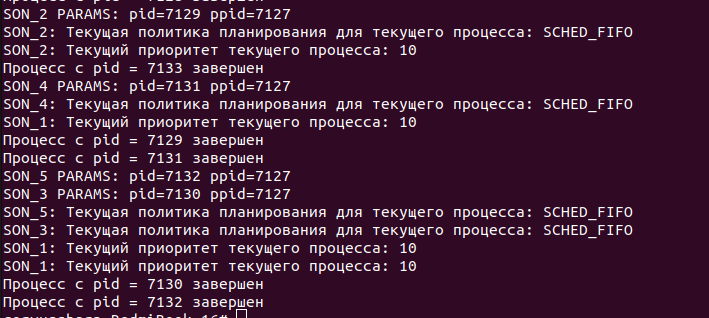 SON_2 PARAMS: pid=7129 ppid=7127
SON_2: Текущая политика планирования для текущего процесса: SCHED_FIFO
SON_2: Текущий приоритет текущего процесса: 10
Процесс с pid = 7133 завершен
SON_4 PARAMS: pid=7131 ppid=7127
SON_4: Текущая политика планирования для текущего процесса: SCHED_FIFO
SON_1: Текущий приоритет текущего процесса: 10
Процесс с pid = 7129 завершен
Процесс с pid = 7131 завершен
SON_5 PARAMS: pid=7132 ppid=7127
SON_3 PARAMS: pid=7130 ppid=7127
SON_5: Текущая политика планирования для текущего процесса: SCHED_FIFO
SON_3: Текущая политика планирования для текущего процесса: SCHED_FIFO
SON_1: Текущий приоритет текущего процесса: 10
SON_1: Текущий приоритет текущего процесса: 10
Процесс с pid = 7130 завершен
Процесс с pid = 7132 завершен